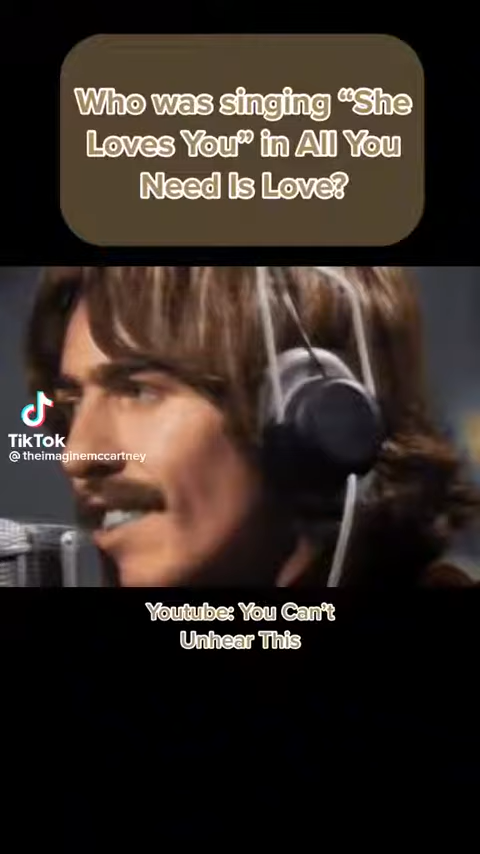 Who was singing “She
Loves You” in All You
Need Is Love?
TikTok
@theimaginemccartney
Youtube: You Can't
Unhear This